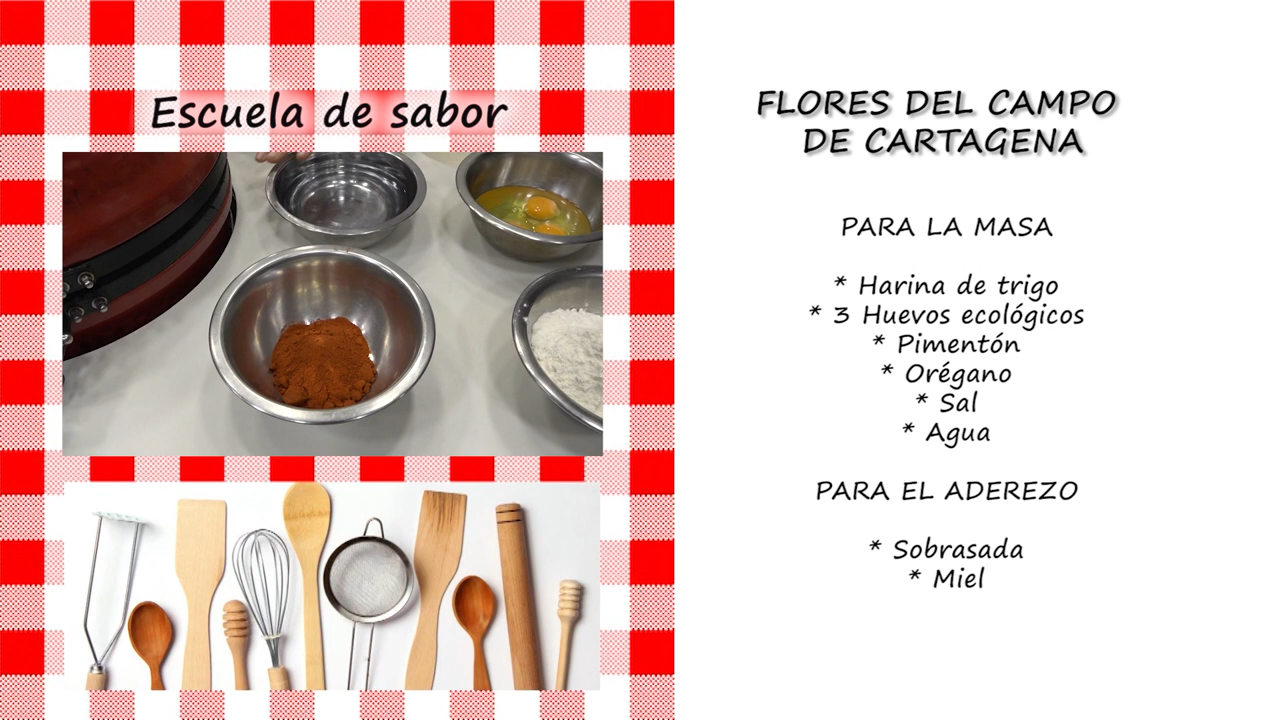 Escuela de sabor
FLORES DEL CAMPO
DE CARTAGENA
PARA LA MASA
* Harina de trigo
* 3 Huevos ecológicos
* Pimentón
* Orégano
* Sal
* Agua
PARA EL ADEREZO
* Sobrasada
* Miel